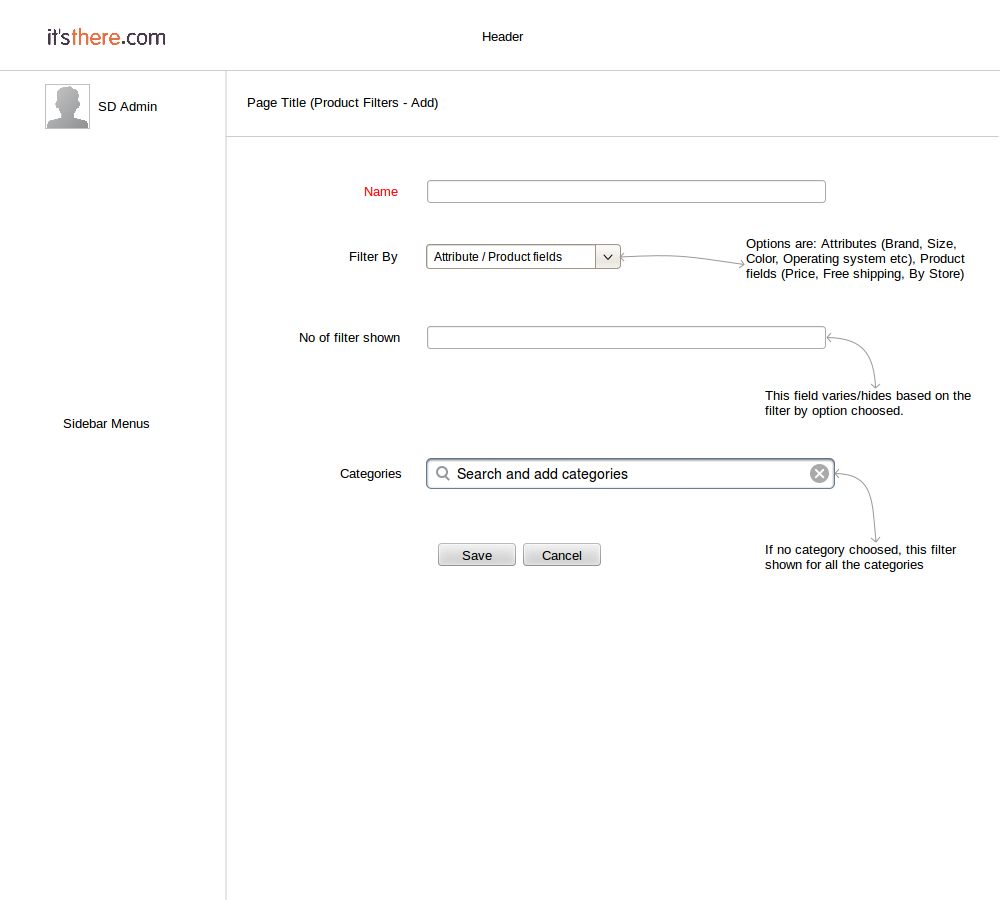 it'sthere.com
Header
SD Admin
Page Title (Product Filters - Add)
Name
Filter By
Attribute / Product fields
Options are: Attributes (Brand, Size,
Color, Operating system etc), Product
fields (Price, Free shipping, By Store)
No of filter shown
This field varies/hides based on the
filter by option choosed.
Sidebar Menus
Categories
Search and add categories
Save
Cancel
If no category choosed, this filter
shown for all the categories